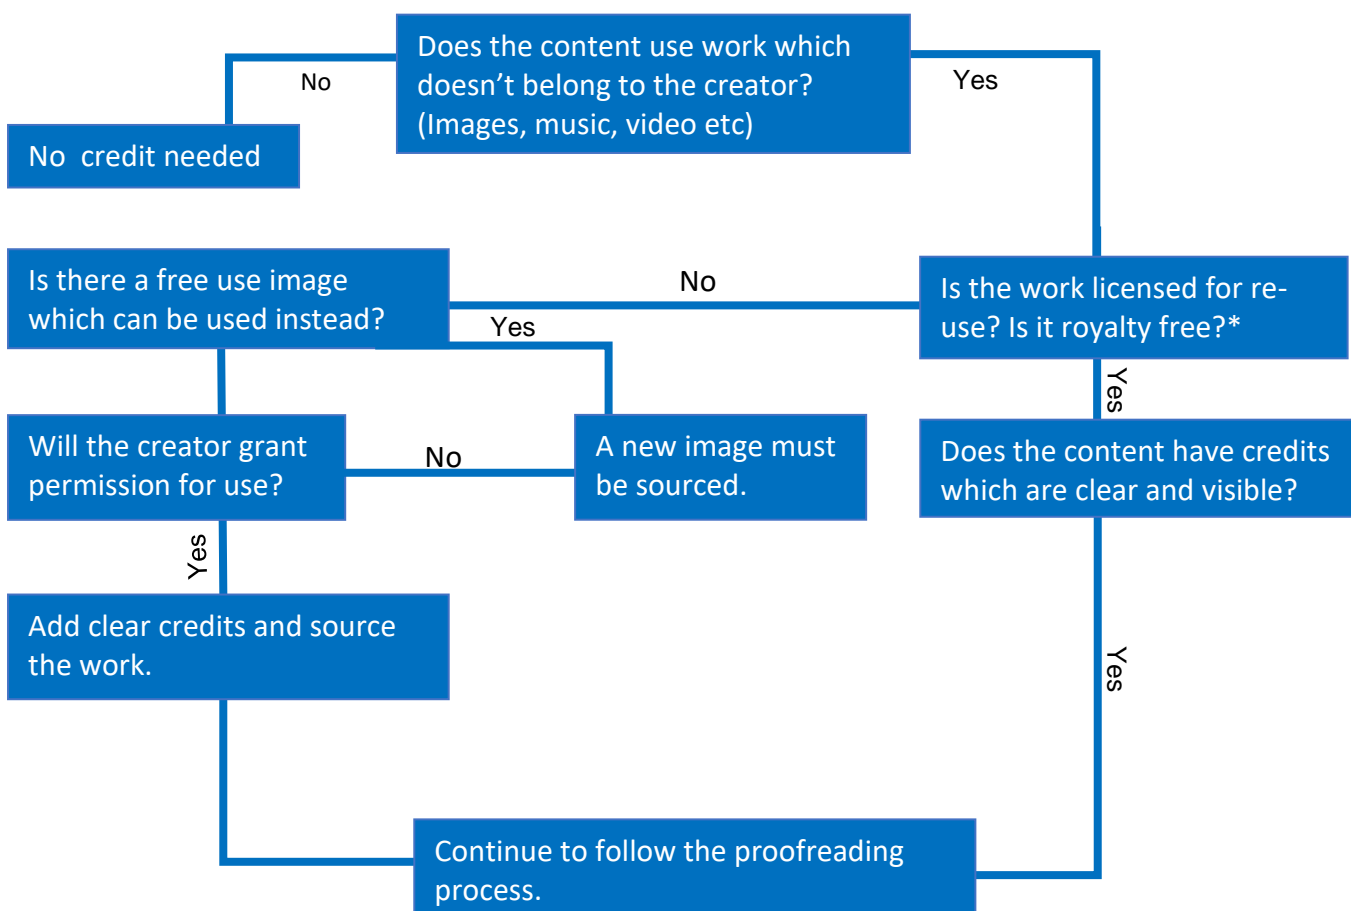 Does the content use work which
doesn’t belong to the creator?
(Images, music, video etc)
No
Yes
No  credit needed
Is there a free use image
which can be used instead?
No
Is the work licensed for re-
use? Is it royalty free?*
Yes
Yes
Will the creator grant
permission for use?
No
A new image must
be sourced.
Does the content have credits
which are clear and visible?
Yes
Add clear credits and source
the work.
Yes
Continue to follow the proofreading
process.